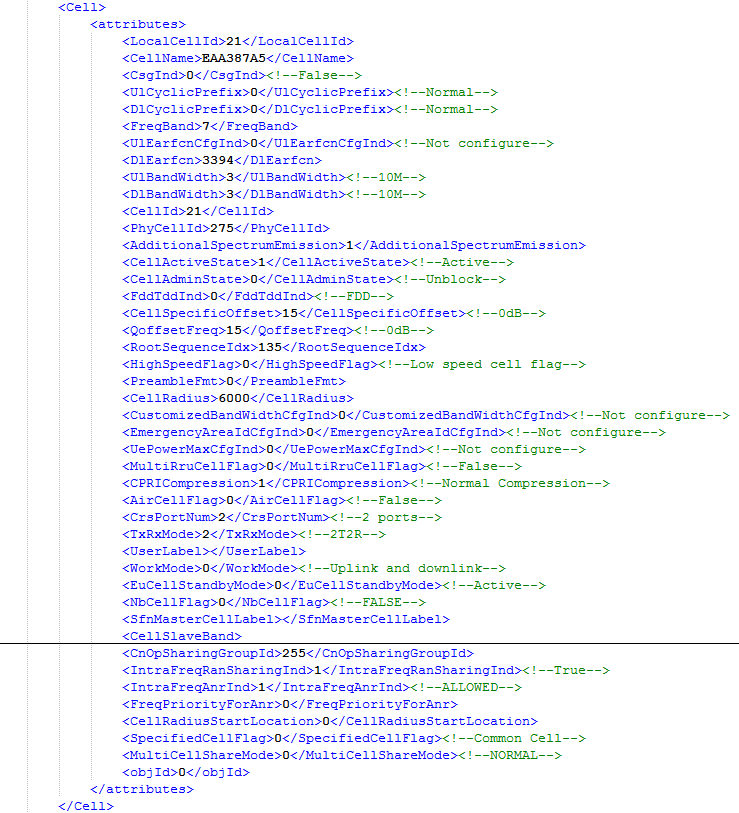 <Cell>
<attributes>
<LocalCellId>21</LocalCellId>
<CellName>EAA387A5</CellName>
<CsgInd>0</CsgInd><!--False-->
<UlCyclicPrefix>0</UlCyclicPrefix><!--Normal-->
<DlCyclicPrefix>0</DlCyclicPrefix><!--Normal-->
<FreqBand>7</FreqBand>
<UlEarfcnCfgInd>0</UlEarfcnCfgInd><!--Not configure-->
<DlEarfcn>3394</DlEarfcn>
<UlBandWidth>3</UlBandWidth><!--10M-->
<DlBandWidth>3</DlBandWidth><!--10M-->
<CellId>21</CellId>
<PhyCellId>275</PhyCellId>
<AdditionalSpectrumEmission>1</AdditionalSpectrumEmission>
<CellActiveState>1</CellActiveState><!--Active-->
<CellAdminState>0</CellAdminState><!--Unblock-->
<FddTddInd>0</FddTddInd><!--FDD-->
<CellSpecificOffset>15</CellSpecificOffset><!--0dB-->
<QoffsetFreq>15</QoffsetFreq><!--0dB-->
<RootSequenceIdx>135</RootSequenceIdx>
<HighSpeedFlag>0</HighSpeedFlag><!--Low speed cell flag-->
<PreambleFmt>0</PreambleFmt>
<CellRadius>6000</CellRadius>
<CustomizedBandWidthCfgInd>0</CustomizedBandWidthCfgInd><!--Not configure-->
<EmergencyAreaIdCfgInd>0</EmergencyAreaIdCfgInd><!--Not configure-->
<UePowerMaxCfgInd>0</UePowerMaxCfgInd><!--Not configure-->
<MultiRruCellFlag>0</MultiRruCellFlag><!--False-->
<CPRICompression>1</CPRICompression><!--Normal Compression-->
<AirCellFlag>0</AirCellFlag><!--False-->
<CrsPortNum>2</CrsPortNum><!--2 ports-->
<TxRxMode>2</TxRxMode><!--2T2R-->
<UserLabel></UserLabel>
<WorkMode>0</WorkMode><!--Uplink and downlink-->
<EuCellStandbyMode>0</EuCellStandbyMode><!--Active-->
<NbCellFlag>0</NbCellFlag><!--FALSE-->
<SfnMasterCellLabel></SfnMasterCellLabel>
<CellSlaveBand>
<CnOpSharingGroupId>255</CnOpSharingGroupId>
<IntraFreqRanSharingInd>1</IntraFreqRanSharingInd><!--True-->
<IntraFreqAnrInd>1</IntraFreqAnrInd><!--ALLOWED-->
<FreqPriorityForAnr>0</FreqPriorityForAnr>
<CellRadiusStartLocation>0</CellRadiusStartLocation>
<SpecifiedCellFlag>0</SpecifiedCellFlag><!--Common Cell-->
<MultiCellShareMode>0</MultiCellShareMode><!--NORMAL-->
<objId>0</objId>
</attributes>
</Cell>